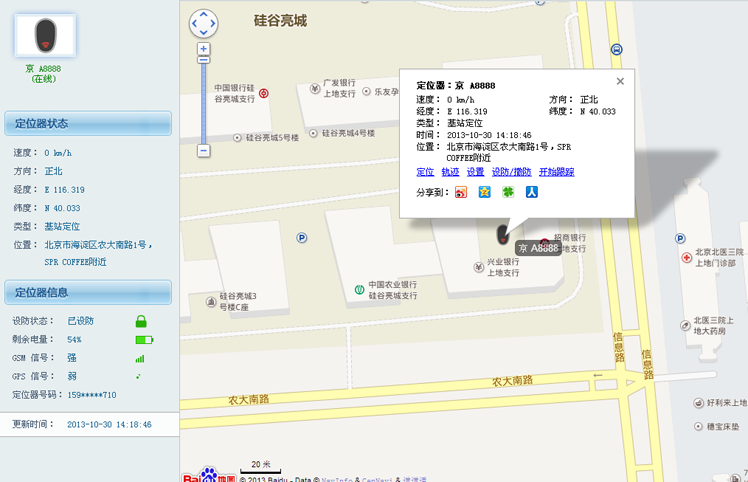 京 A8888
(在线)
定位器状态
速度： 0 km/h
方向： 正北
经度： E 116.319
纬度： N 40.033
类型： 基站定位
位置： 北京市海淀区农大南路1号，
SPR COFFEE附近
定位器信息
设防状态： 已设防
剩余电量： 54%
GSM 信号： 强
GPS 信号： 弱
定位器号码： 159*****710
更新时间： 2013-10-30 14:18:46
硅谷亮城
中国银行硅
谷亮城支行
广发银行
上地支行
乐友孕
硅谷亮城5号楼
硅谷亮城4号楼
定位器：京 A8888
速度： 0 km/h 方向： 正北
经度： E 116.319 纬度： N 40.033
类型： 基站定位
时间： 2013-10-30 14:18:46
位置： 北京市海淀区农大南路1号，SPR
COFFEE附近
定位 轨迹 设置 设防/撤防 开始跟踪
分享到：
P
P
京 A8888
招商银行
地支行
兴业银行
上地支行
北京北医三院
上地门诊部
中国农业银行
硅谷亮城支行
硅谷亮城3
号楼C座
北医三院上
地大药房
信息路
信息路
农大南路
农大南路
好利来上地
穗宝床垫
20 米
Bai 地图
© 2013 Baidu - Data © NavInfo & CenNavi & 道道通